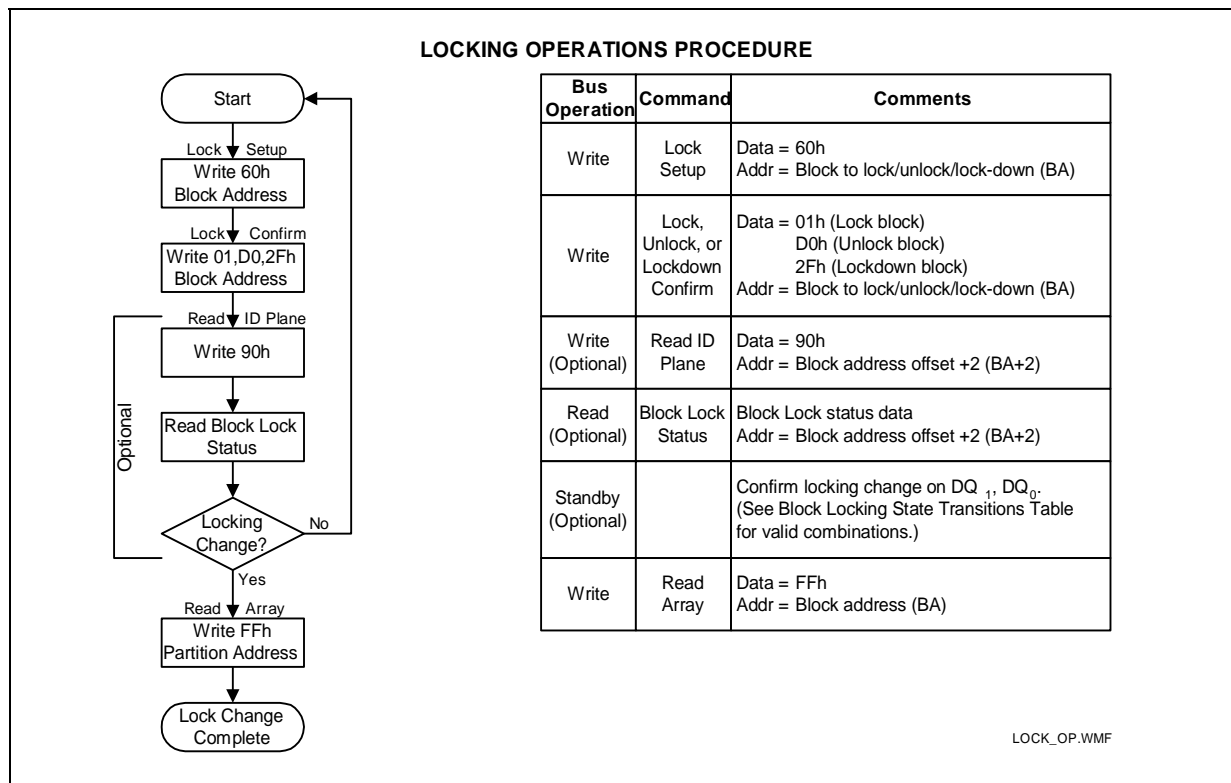 LOCKING OPERATIONS PROCEDURE
Start
Lock Setup
Write 60h
Block Address
Lock Confirm
Write 01,D0,2Fh
Block Address
Read ID Plane
Write 90h
Optional
Read Block Lock
Status
Locking
Change?
No
Yes
Read Array
Write FFh
Partition Address
Lock Change
Complete
Bus
Operation
Command
Comments
Write
Lock
Setup
Data = 60h
Addr = Block to lock/unlock/lock-down (BA)
Write
Lock,
Unlock, or
Lockdown
Confirm
Data = 01h (Lock block)
D0h (Unlock block)
2Fh (Lockdown block)
Addr = Block to lock/unlock/lock-down (BA)
Write
(Optional)
Read ID
Plane
Data = 90h
Addr = Block address offset +2 (BA+2)
Read
(Optional)
Block Lock
Status
Block Lock status data
Addr = Block address offset +2 (BA+2)
Standby
(Optional)
Confirm locking change on DQ 1, DQ0.
(See Block Locking State Transitions Table
for valid combinations.)
Write
Read
Array
Data = FFh
Addr = Block address (BA)
LOCK_OP.WMF